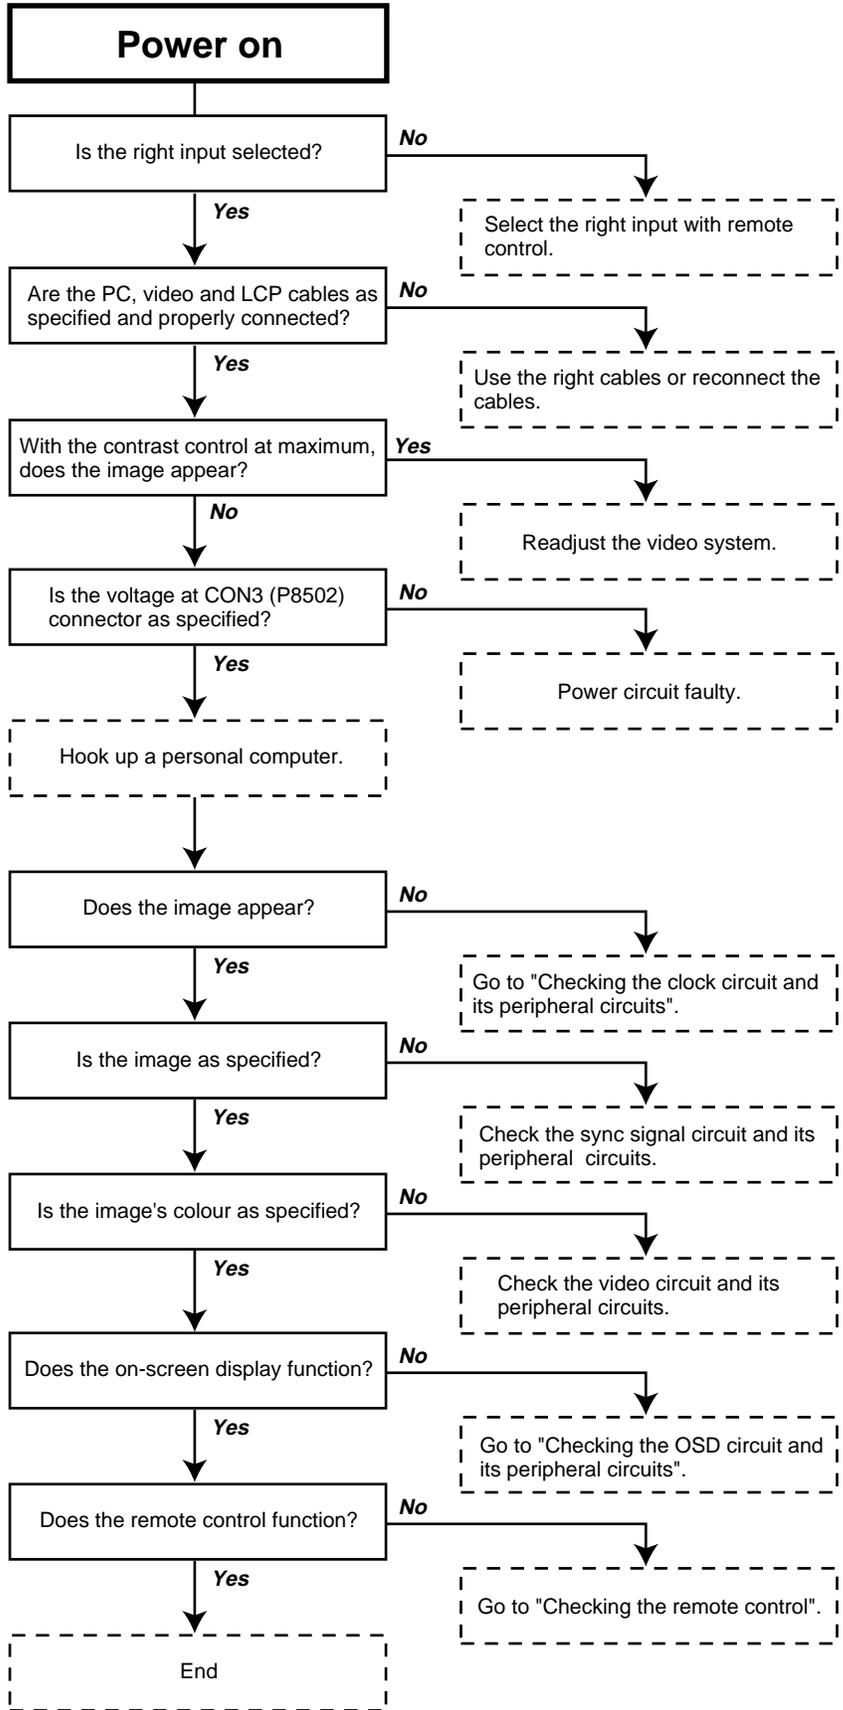 Power on
Is the right input selected?
No
Select the right input with remote
control.
Yes
Are the PC, video and LCP cables as
specified and properly connected?
No
Use the right cables or reconnect the
cables.
Yes
With the contrast control at maximum,
does the image appear?
Yes
Readjust the video system.
No
Is the voltage at CON3 (P8502)
connector as specified?
No
Power circuit faulty.
Yes
Hook up a personal computer.
Does the image appear?
No
Go to "Checking the clock circuit and
its peripheral circuits".
Yes
Is the image as specified?
No
Check the sync signal circuit and its
peripheral  circuits.
Yes
Is the image's colour as specified?
No
Check the video circuit and its
peripheral circuits.
Yes
Does the on-screen display function?
No
Go to "Checking the OSD circuit and
its peripheral circuits".
Yes
Does the remote control function?
No
Go to "Checking the remote control".
Yes
End